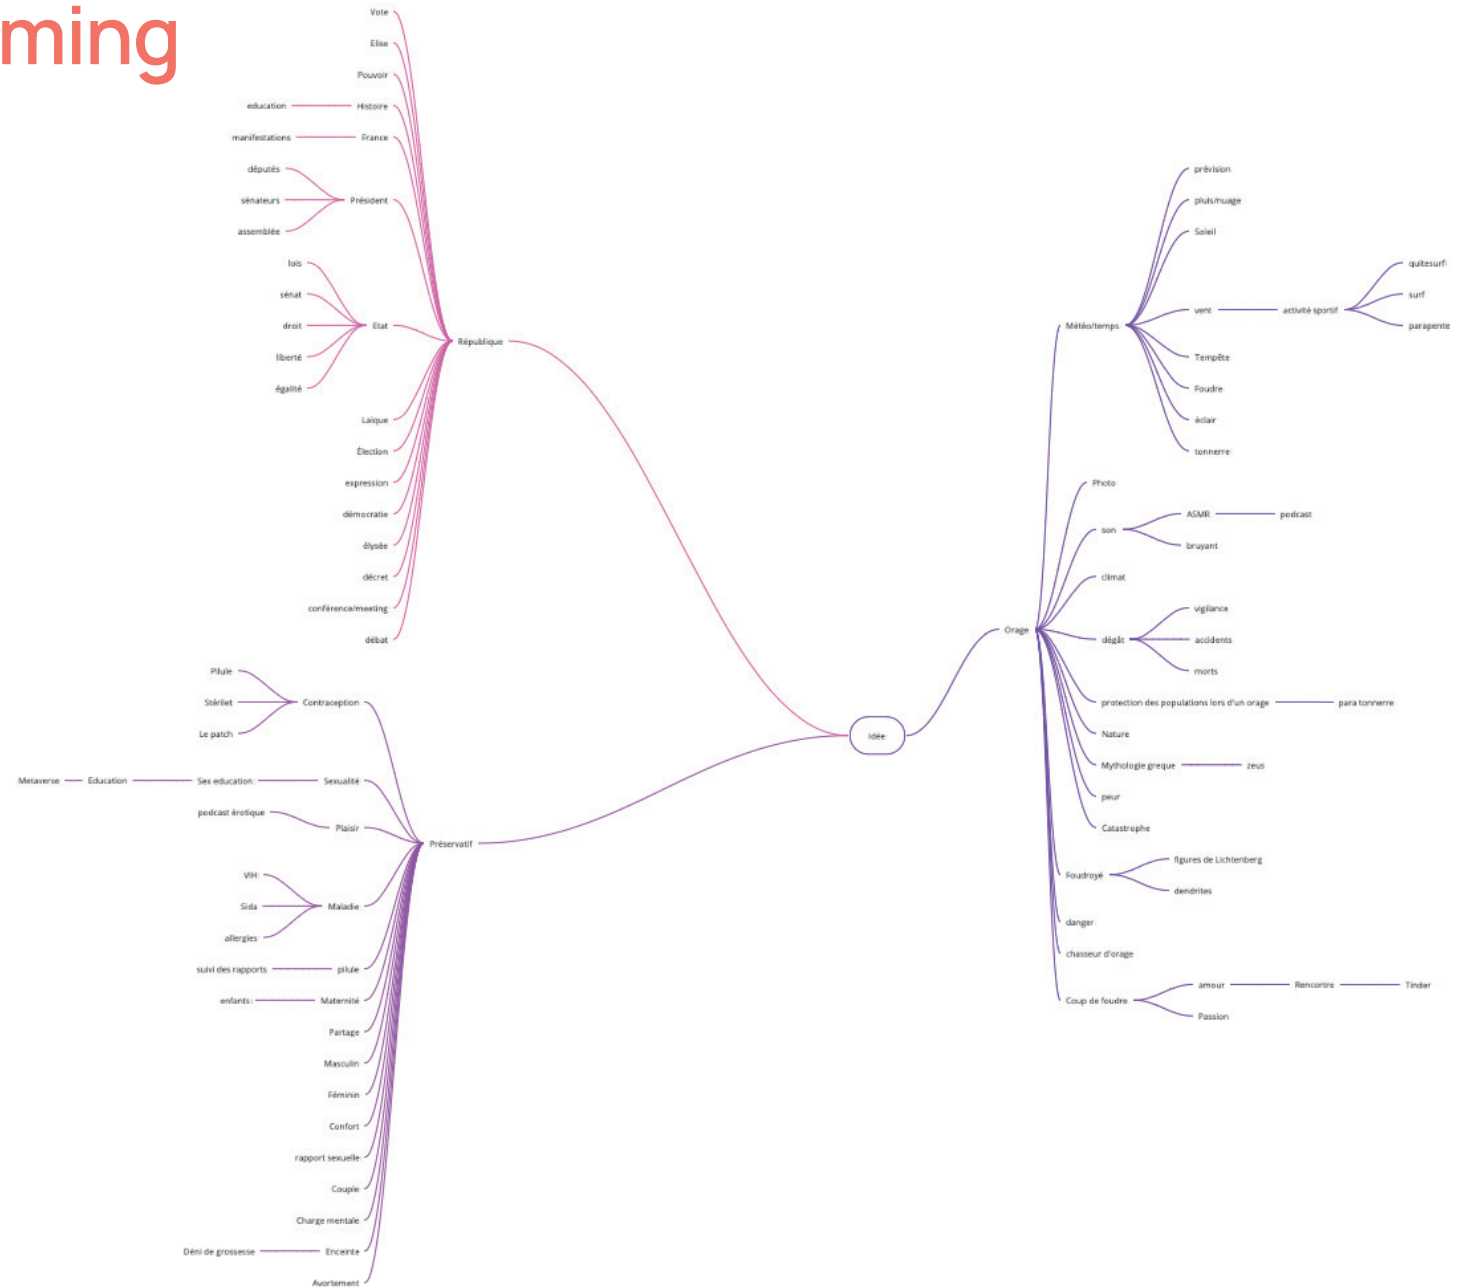 ming
Vote
Elise
Pouvoir
Histoire
education
France
manifestations
Président
députés
sénateurs
assemblée
Etat
lois
sénat
droit
liberté
égalité
République
Laïque
Élection
expression
démocratie
élysée
décret
conférence/meeting
débat
Contraception
Pilule
Stérilet
Le patch
Sexualité
Sex education
Education
Metaverse
Plaisir
podcast érotique
Préservatif
Maladie
VIH
Sida
allergies
pilule
suivi des rapports
Maternité
enfants
Partage
Masculin
Féminin
Confort
rapport sexuelle
Couple
Charge mentale
Enceinte
Déni de grossesse
Avortement
Idée
Orage
Météo/temps
prévision
pluis/nuage
Soleil
vent
activité sportif
quitesurf
surf
parapente
Tempête
Foudre
éclair
tonnerre
Photo
son
ASMR
podcast
bruyant
climat
dégât
vigilance
accidents
morts
protection des populations lors d'un orage
para tonnerre
Nature
Mythologie greque
zeus
peur
Catastrophe
Foudroyé
figures de Lichtenberg
dendrites
danger
chasseur d'orage
Coup de foudre
amour
Rencontre
Tinder
Passion